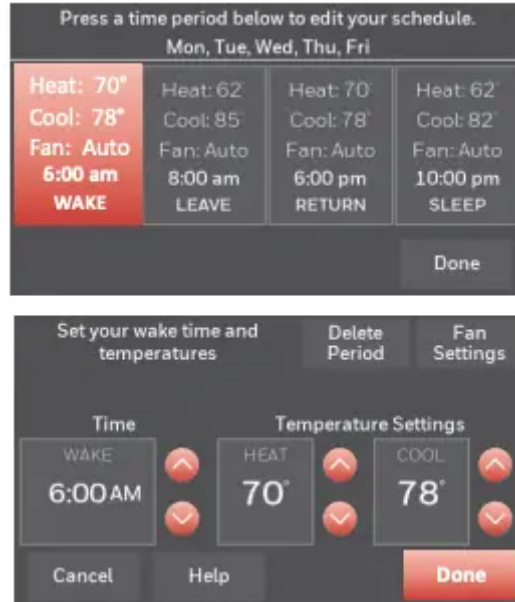 Press a time period below to edit your schedule.
Mon, Tue, Wed, Thu, Fri
Heat: 70°
Cool: 78°
Fan: Auto
6:00 am
WAKE
Heat: 62°
Cool: 85°
Fan: Auto
8:00 am
LEAVE
Heat: 70°
Cool: 78°
Fan: Auto
6:00 pm
RETURN
Heat: 62°
Cool: 82°
Fan: Auto
10:00 pm
SLEEP
Done
Set your wake time and
temperatures
Delete
Period
Fan
Settings
Time
Temperature Settings
WAKE
6:00 AM
HEAT
70°
COOL
78°
Cancel
Help
Done